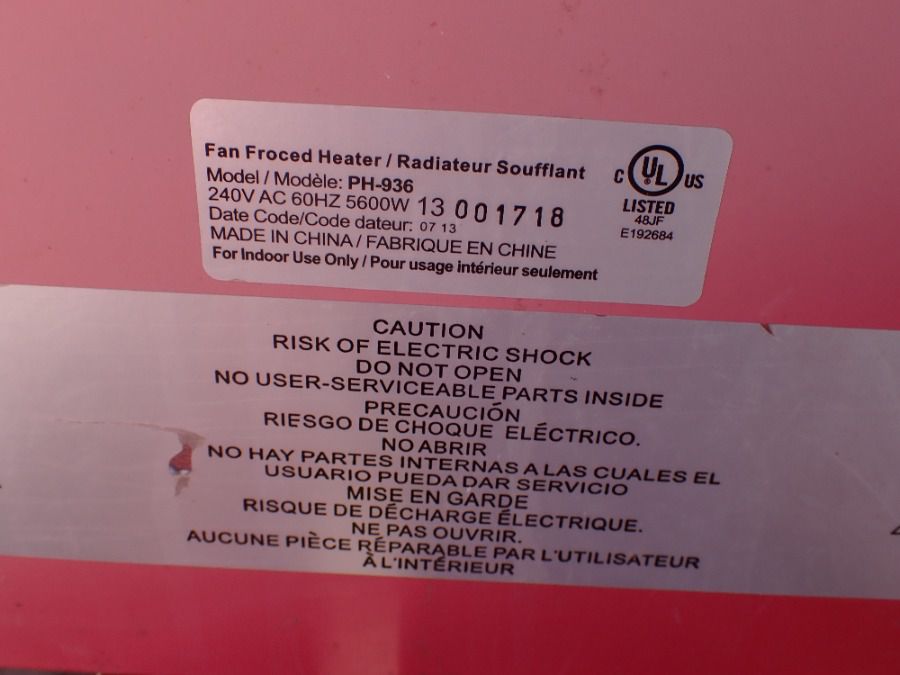 Fan Froced Heater / Radiateur Soufflant
Model / Modèle: PH-936
240V AC 60HZ 5600W 13 001718
Date Code/Code dateur: 07 13
MADE IN CHINA / FABRIQUE EN CHINE
For Indoor Use Only / Pour usage intérieur seulement
C UL US
LISTED
48JF
E192684
CAUTION
RISK OF ELECTRIC SHOCK
DO NOT OPEN
NO USER-SERVICEABLE PARTS INSIDE
PRECAUCIÓN
RIESGO DE CHOQUE ELÉCTRICO.
NO ABRIR
NO HAY PARTES INTERNAS A LAS CUALES EL
USUARIO PUEDA DAR SERVICIO
MISE EN GARDE
RISQUE DE DÉCHARGE ÉLECTRIQUE.
NE PAS OUVRIR.
AUCUNE PIÈCE RÉPARABLE PAR L'UTILISATEUR
À L'INTÉRIEUR